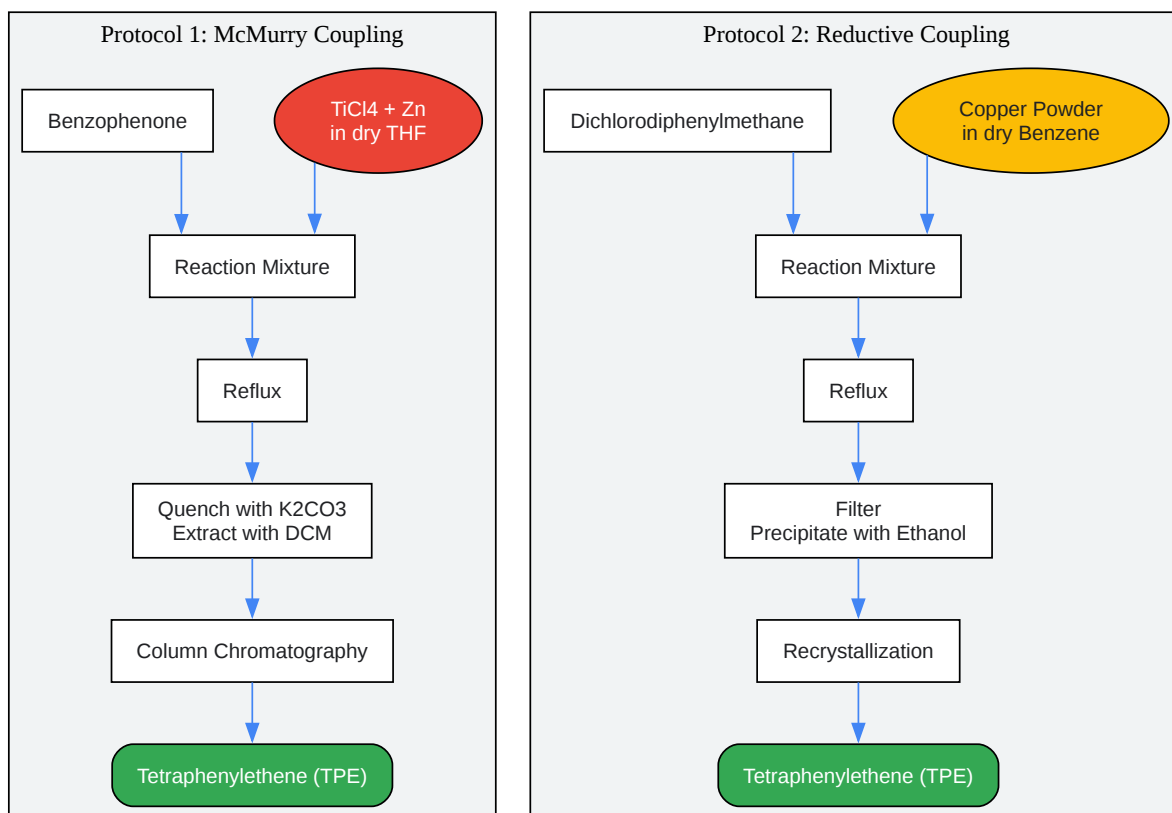 Protocol 1: McMurry Coupling
Benzophenone
TiCl4 + Zn
in dry THF
Reaction Mixture
Reflux
Quench with K2CO3
Extract with DCM
Column Chromatography
Tetraphenylethene (TPE)
Protocol 2: Reductive Coupling
Dichlorodiphenylmethane
Copper Powder
in dry Benzene
Reaction Mixture
Reflux
Filter
Precipitate with Ethanol
Recrystallization
Tetraphenylethene (TPE)